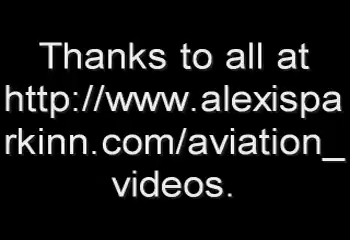 Thanks to all at
http://www.alexispa
rkinn.com/aviation_
videos.